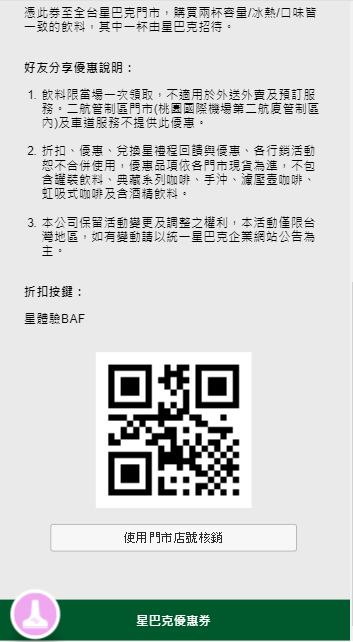 憑此券至全台星巴克門市，購買兩杯容量/冰熱/口味皆
一致的飲料，其中一杯由星巴克招待。
好友分享優惠說明：
1. 飲料限當場一次領取，不適用於外送外賣及預訂服
務。二航管制區門市(桃園國際機場第二航廈管制區
內)及車道服務不提供此優惠。
2. 折扣、優惠、兌換星禮程回饋與優惠、各行銷活動
恕不合併使用，優惠品項依各門市現貨為準，不包
含罐裝飲料、典藏系列咖啡、手沖、濾壓壺咖啡、
虹吸式咖啡及含酒精飲料。
3. 本公司保留活動變更及調整之權利，本活動僅限台
灣地區，如有變動請以統一星巴克企業網站公告為
主。
折扣按鍵：
星體驗BAF
使用門市店號核銷
星巴克優惠券